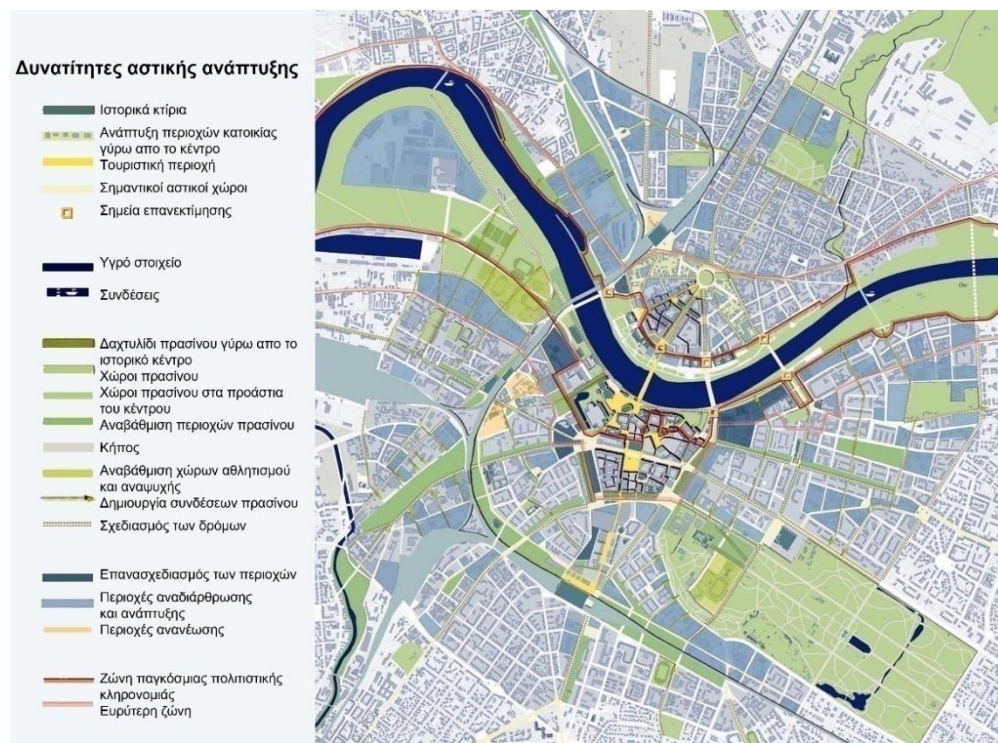 Δυνατίτητες αστικής ανάπτυξης
Ιστορικά κτίρια
Ανάπτυξη περιοχών κατοικίας
γύρω απο το κέντρο
Τουριστική περιοχή
Σημαντικοί αστικοί χώροι
Σημεία επανεκτίμησης
Υγρό στοιχείο
Συνδέσεις
Δαχτυλίδι πρασίνου γύρω απο το
ιστορικό κέντρο
Χώροι πρασίνου
Χώροι πρασίνου στα προάστια
του κέντρου
Αναβάθμιση περιοχών πρασίνου
Κήπος
Αναβάθμιση χώρων αθλητισμού
και αναψυχής
Δημιουργία συνδέσεων πρασίνου
Σχεδιασμός των δρόμων
Επανασχεδιασμός των περιοχών
Περιοχές αναδιάρθρωσης
και ανάπτυξης
Περιοχές ανανέωσης
Ζώνη παγκόσμιας πολιτιστικής
κληρονομιάς
Ευρύτερη ζώνη